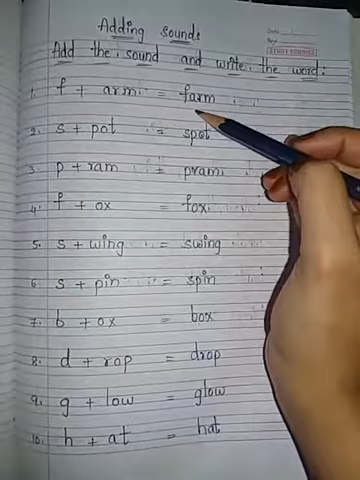 Adding sounds
Add the sound and write the word:
1. f + arm = farm
2. s + pot = spot
3. p + ram = pram
4. f + ox = fox
5. s + wing = swing
6. s + pin = spin
7. b + ox = box
8. d + rop = drop
9. g + low = glow
10. h + at = hat